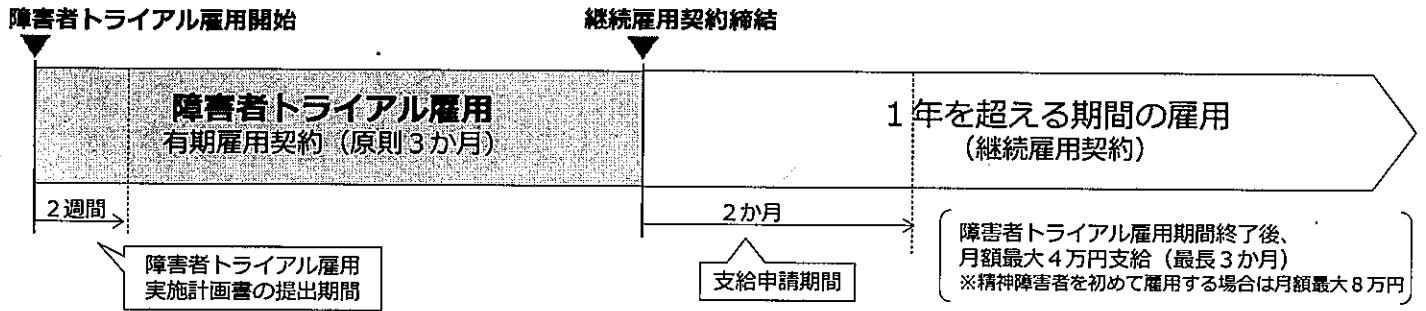 障害者トライアル雇用開始
継続雇用契約締結
障害者トライアル雇用
有期雇用契約（原則３か月）
１年を超える期間の雇用
（継続雇用契約）
２週間
２か月
障害者トライアル雇用
実施計画書の提出期間
支給申請期間
障害者トライアル雇用期間終了後、
月額最大４万円支給（最長３か月）
※精神障害者を初めて雇用する場合は月額最大８万円